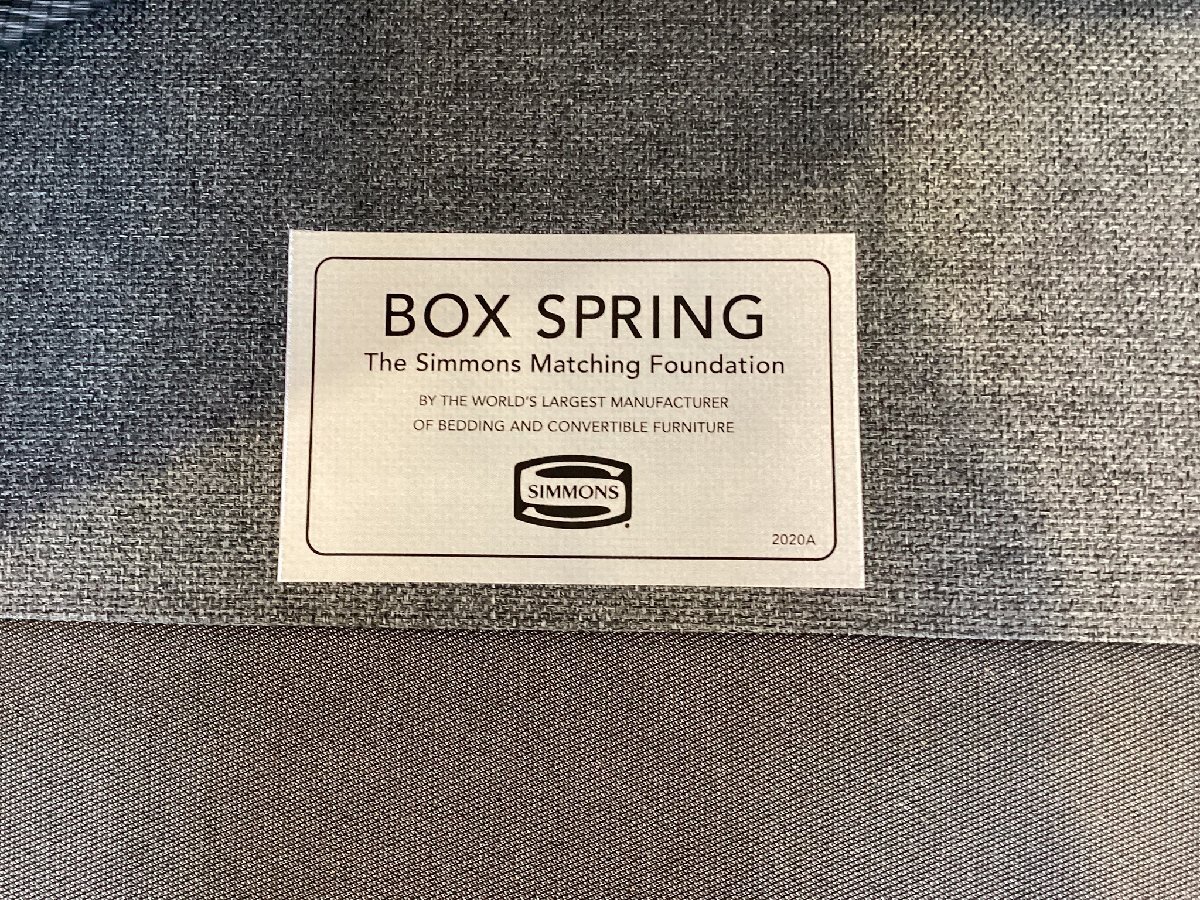 BOX SPRING
The Simmons Matching Foundation
BY THE WORLD'S LARGEST MANUFACTURER
OF BEDDING AND CONVERTIBLE FURNITURE
SIMMONS
2020A